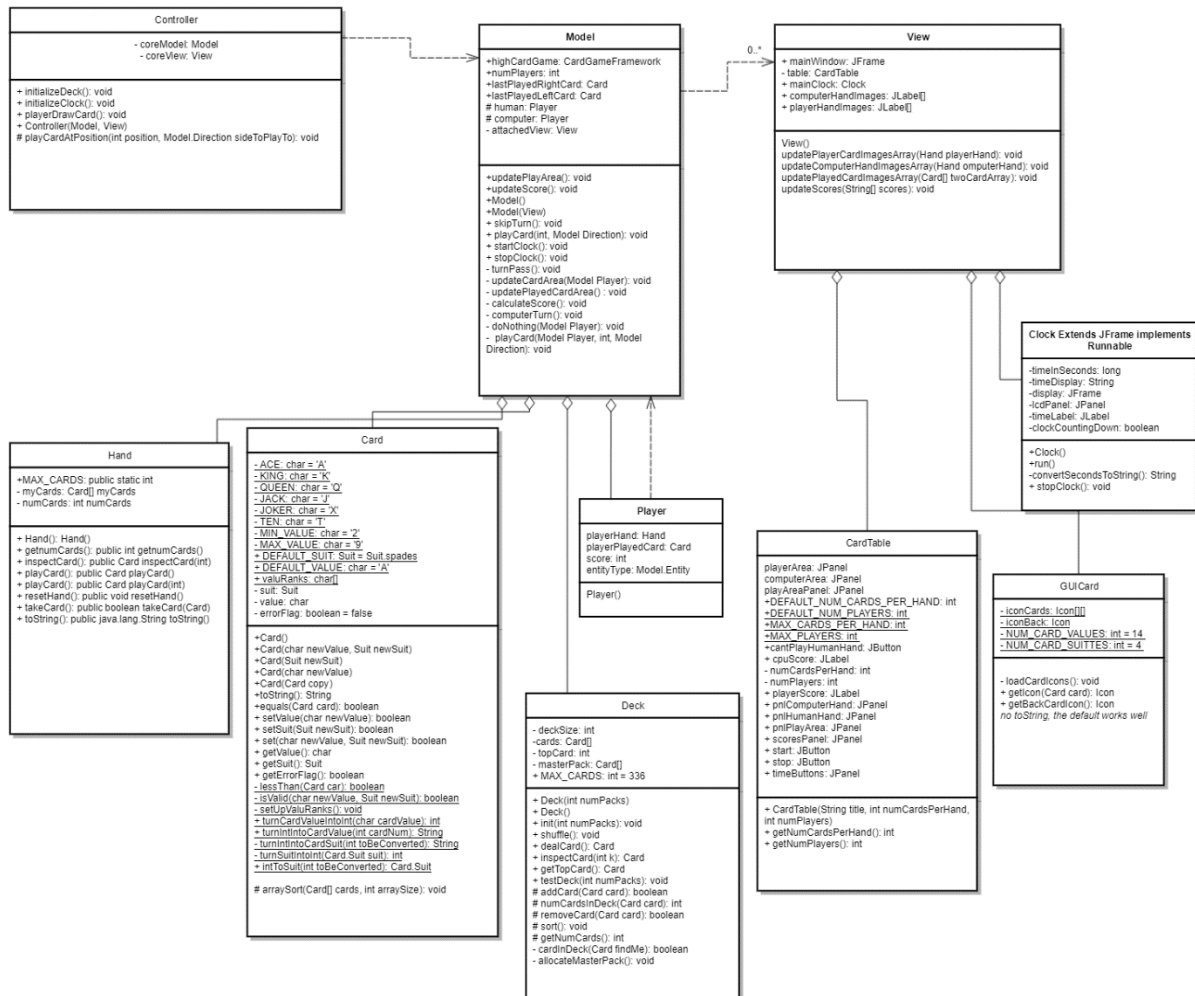 Controller
- coreModel: Model
- coreView: View
+ initializeDeck(): void
+ initializeClock(): void
+ playerDrawCard(): void
+ Controller(Model, View)
# playCardAtPosition(int position, Model.Direction sideToPlayTo): void
Model
+highCardGame: CardGameFramework
+numPlayers: int
+lastPlayedRightCard: Card
+lastPlayedLeftCard: Card
# human: Player
# computer: Player
- attachedView: View
+updatePlayArea(): void
+updateScore(): void
+Model()
+Model(View)
+ skipTurn(): void
+ playCard(int, Model Direction): void
+ startClock(): void
+ stopClock(): void
- turnPass(): void
- updateCardArea(Model Player): void
- updatePlayedCardArea() : void
- calculateScore(): void
- computerTurn(): void
- doNothing(Model Player): void
- playCard(Model Player, int, Model
Direction): void
0..*
View
+ mainWindow: JFrame
- table: CardTable
+ mainClock: Clock
+ computerHandImages: JLabel[]
+ playerHandImages: JLabel[]
View()
updatePlayerCardImagesArray(Hand playerHand): void
updateComputerHandImagesArray(Hand omputerHand): void
updatePlayedCardImagesArray(Card[] twoCardArray): void
updateScores(String[] scores): void
Clock Extends JFrame implements
Runnable
-timeInSeconds: long
-timeDisplay: String
-display: JFrame
-lcdPanel: JPanel
-timeLabel: JLabel
-clockCountingDown: boolean
+Clock()
+run()
-convertSecondsToString(): String
+ stopClock(): void
Hand
+MAX_CARDS: public static int
- myCards: Card[] myCards
- numCards: int numCards
+ Hand(): Hand()
+ getnumCards(): public int getnumCards()
+ inspectCard(): public Card inspectCard(int)
+ playCard(): public Card playCard()
+ playCard(): public Card playCard(int)
+ resetHand(): public void resetHand()
+ takeCard(): public boolean takeCard(Card)
+ toString(): public java.lang.String toString()
Card
- ACE: char = 'A'
- KING: char = 'K'
- QUEEN: char = 'Q'
- JACK: char = 'J'
- JOKER: char = 'X'
- TEN: char = 'T'
- MIN_VALUE: char = '2'
- MAX_VALUE: char = '9'
+ DEFAULT_SUIT: Suit = Suit.spades
+ DEFAULT_VALUE: char = 'A'
+ valuRanks: char[]
- suit: Suit
- value: char
- errorFlag: boolean = false
+Card()
+Card(char newValue, Suit newSuit)
+Card(Suit newSuit)
+Card(char newValue)
+Card(Card copy)
+toString(): String
+equals(Card card): boolean
+ setValue(char newValue): boolean
+ setSuit(Suit newSuit): boolean
+ set(char newValue, Suit newSuit): boolean
+ getValue(): char
+ getSuit(): Suit
+ getErrorFlag(): boolean
- lessThan(Card car): boolean
- isValid(char newValue, Suit newSuit): boolean
- setUpValuRanks(): void
+ turnCardValueIntoInt(char cardValue): int
+ turnIntIntoCardValue(int cardNum): String
- turnIntIntoCardSuit(int toBeConverted): String
- turnSuitIntoInt(Card.Suit suit): int
+ intToSuit(int toBeConverted): Card.Suit
# arraySort(Card[] cards, int arraySize): void
Player
playerHand: Hand
playerPlayedCard: Card
score: int
entityType: Model.Entity
Player()
Deck
- deckSize: int
-cards: Card[]
- topCard: int
- masterPack: Card[]
+ MAX_CARDS: int = 336
+ Deck(int numPacks)
+ Deck()
+ init(int numPacks): void
+ shuffle(): void
+ dealCard(): Card
+ inspectCard(int k): Card
+ getTopCard(): Card
+ testDeck(int numPacks): void
# addCard(Card card): boolean
# numCardsInDeck(Card card): int
# removeCard(Card card): boolean
# sort(): void
# getNumCards(): int
- cardInDeck(Card findMe): boolean
- allocateMasterPack(): void
CardTable
playerArea: JPanel
computerArea: JPanel
playAreaPanel: JPanel
+DEFAULT_NUM_CARDS_PER_HAND: int
+DEFAULT_NUM_PLAYERS: int
+MAX_CARDS_PER_HAND: int
+MAX_PLAYERS: int
+cantPlayHumanHand: JButton
+ cpuScore: JLabel
- numCardsPerHand: int
- numPlayers: int
+ playerScore: JLabel
+ pnlComputerHand: JPanel
+ pnlHumanHand: JPanel
+ pnlPlayArea: JPanel
+ scoresPanel: JPanel
+ start: JButton
+ stop: JButton
+ timeButtons: JPanel
+ CardTable(String title, int numCardsPerHand,
int numPlayers)
+ getNumCardsPerHand(): int
+ getNumPlayers(): int
GUICard
- iconCards: Icon[][]
- iconBack: Icon
- NUM_CARD_VALUES: int = 14
- NUM_CARD_SUITTES: int = 4
- loadCardIcons(): void
+ getIcon(Card card): Icon
+ getBackCardIcon(): Icon
no toString, the default works well